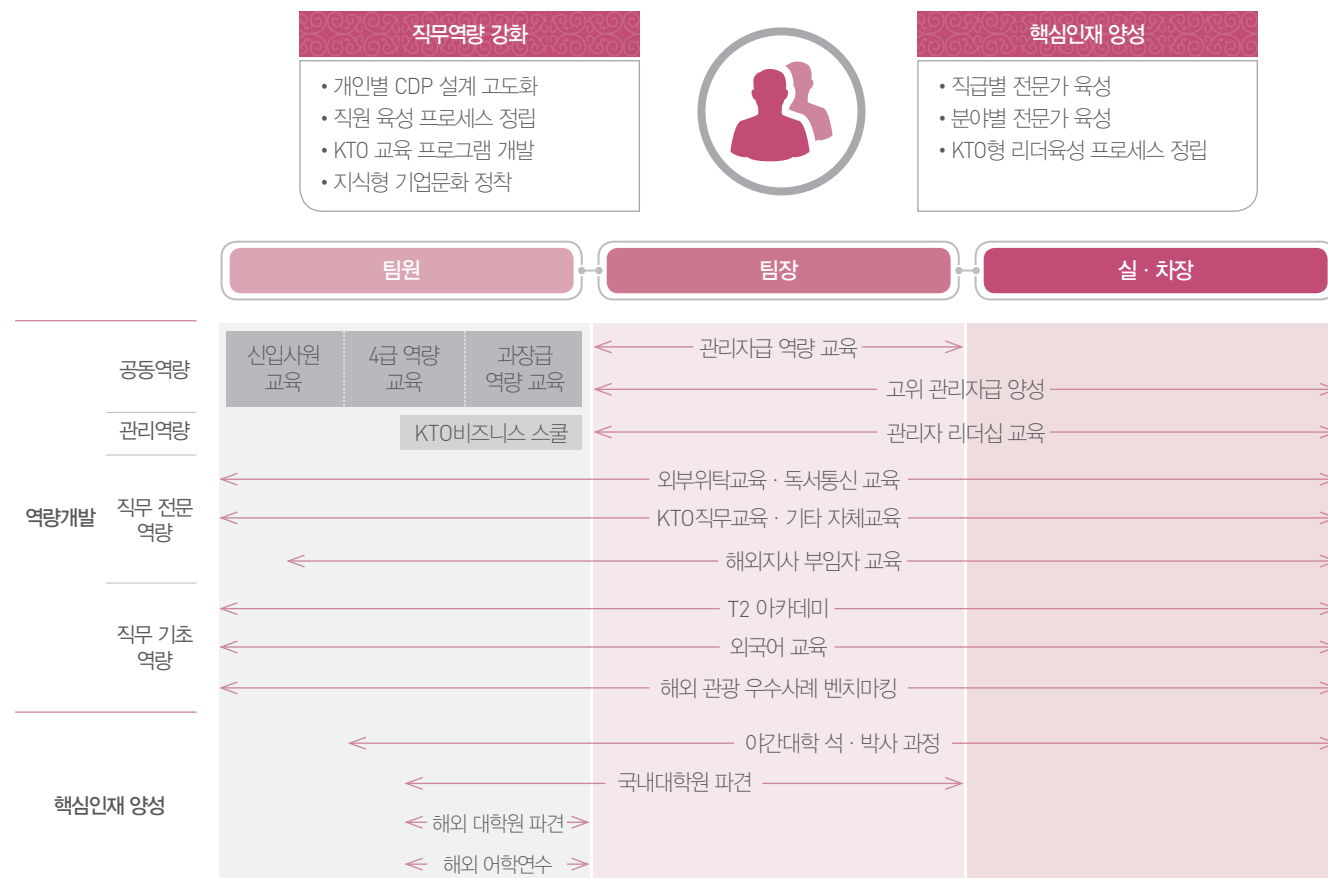 직무역량 강화
• 개인별 CDP 설계 고도화
• 직원 육성 프로세스 정립
• KTO 교육 프로그램 개발
• 지식형 기업문화 정착
핵심인재 양성
• 직급별 전문가 육성
• 분야별 전문가 육성
• KTO형 리더육성 프로세스 정립
팀원
팀장
실 · 차장
역량개발
공동역량
신입사원
교육
4급 역량
교육
과장급
역량 교육
관리자급 역량 교육
고위 관리자급 양성
관리역량
KTO비즈니스 스쿨
관리자 리더십 교육
직무 전문
역량
외부위탁교육 · 독서통신 교육
KTO직무교육 · 기타 자체교육
해외지사 부임자 교육
직무 기초
역량
T2 아카데미
외국어 교육
해외 관광 우수사례 벤치마킹
핵심인재 양성
야간대학 석 · 박사 과정
국내대학원 파견
해외 대학원 파견
해외 어학연수